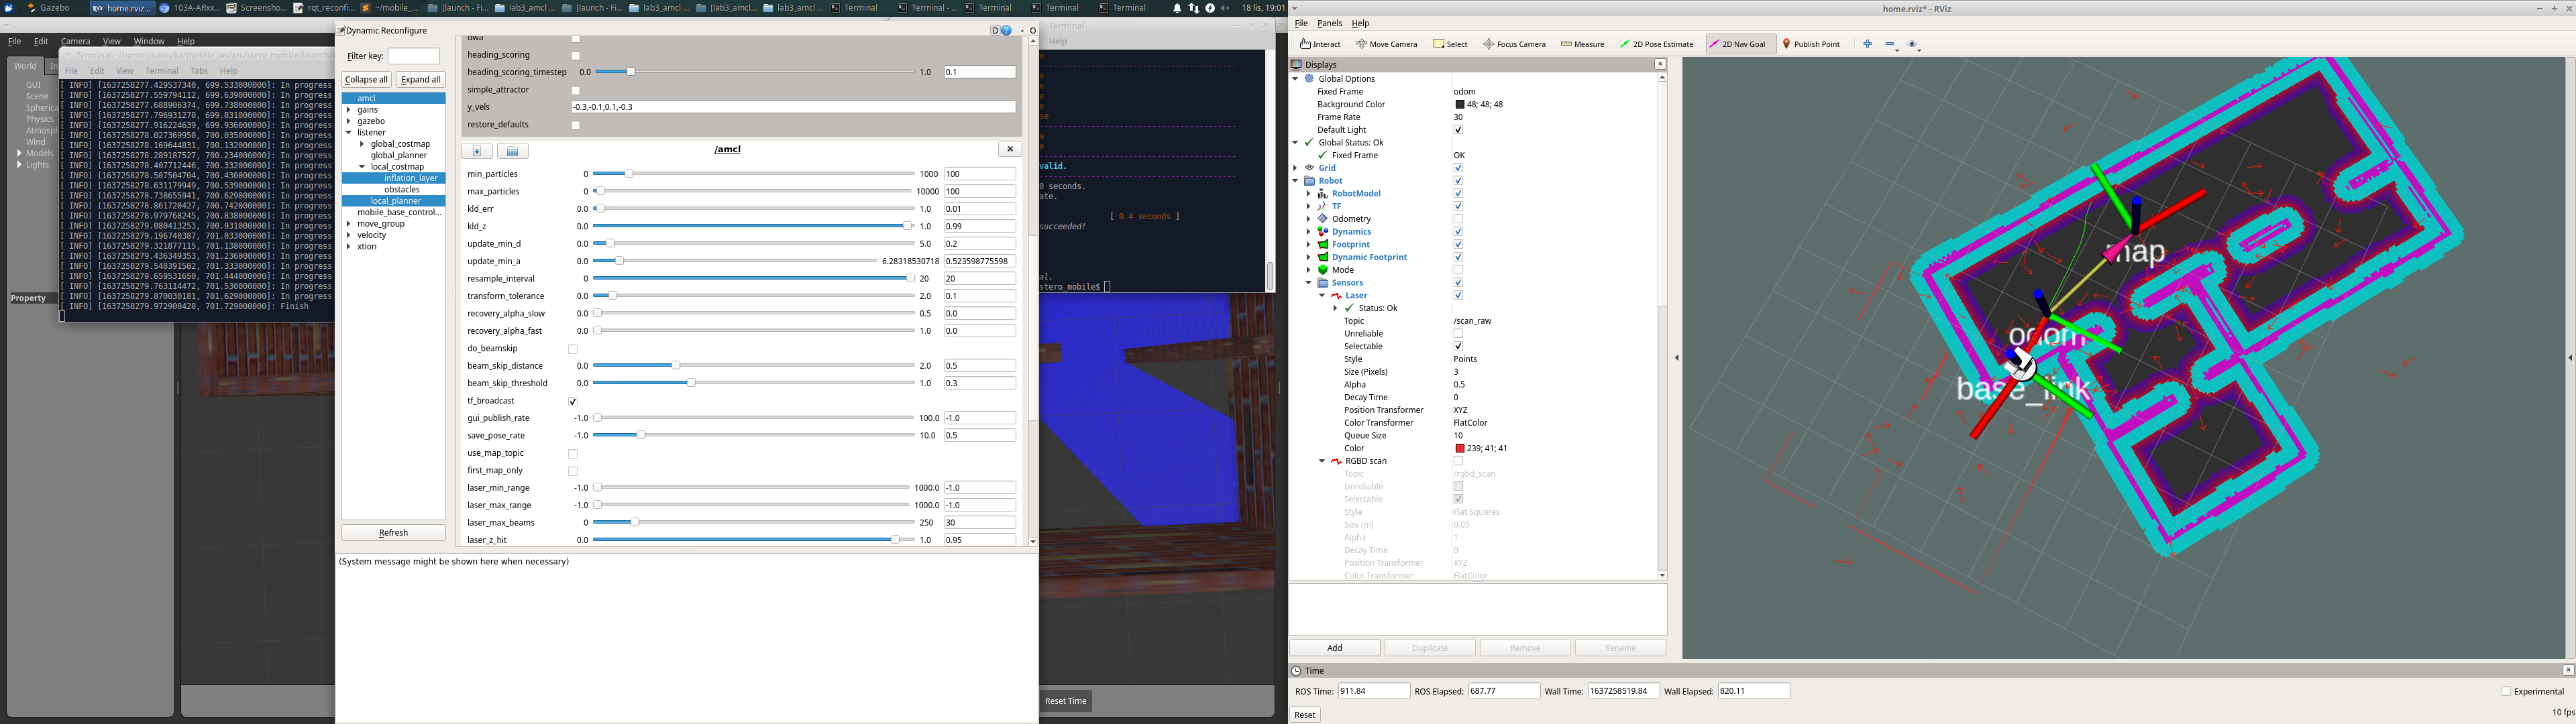 Gazebo
home.rviz...
103A-ARxx...
Screensho...
rqt_reconfi...
~/mobile_...
[launch - Fi...
lab3_amcl ...
[launch - Fi...
lab3_amcl ...
[lab3_amcl...
lab3_amcl ...
Terminal
Terminal - ...
Terminal
Terminal
Terminal
18 lis, 19:01
File Edit Camera View Window Help
World
GUI
Scene
Spherica
Physics
Atmosp
Wind
Models
Lights
Property
File Edit View Terminal Tabs Help
[ INFO] [1637258277.429537340, 699.533000000]: In progress
[ INFO] [1637258277.559794112, 699.639000000]: In progress
[ INFO] [1637258277.688906374, 699.738000000]: In progress
[ INFO] [1637258277.796931278, 699.831000000]: In progress
[ INFO] [1637258277.916224639, 699.936000000]: In progress
[ INFO] [1637258278.027369950, 700.035000000]: In progress
[ INFO] [1637258278.169644831, 700.132000000]: In progress
[ INFO] [1637258278.289187527, 700.234000000]: In progress
[ INFO] [1637258278.407712446, 700.332000000]: In progress
[ INFO] [1637258278.507504704, 700.430000000]: In progress
[ INFO] [1637258278.631179949, 700.539000000]: In progress
[ INFO] [1637258278.738655941, 700.629000000]: In progress
[ INFO] [1637258278.861720427, 700.742000000]: In progress
[ INFO] [1637258278.979768245, 700.838000000]: In progress
[ INFO] [1637258279.080413253, 700.931000000]: In progress
[ INFO] [1637258279.196740387, 701.033000000]: In progress
[ INFO] [1637258279.321877115, 701.138000000]: In progress
[ INFO] [1637258279.436349353, 701.236000000]: In progress
[ INFO] [1637258279.548391582, 701.333000000]: In progress
[ INFO] [1637258279.659531650, 701.444000000]: In progress
[ INFO] [1637258279.763114472, 701.530000000]: In progress
[ INFO] [1637258279.870030181, 701.629000000]: In progress
[ INFO] [1637258279.972900428, 701.729000000]: Finish
Dynamic Reconfigure
D - O
Filter key:
Collapse all Expand all
amcl
gains
gazebo
listener
global_costmap
global_planner
local_costmap
inflation_layer
obstacles
local_planner
mobile_base_control...
move_group
velocity
xtion
Refresh
dwa
heading_scoring
heading_scoring_timestep 0.0 1.0 0.1
simple_attractor
y_vels -0.3,-0.1,0.1,-0.3
restore_defaults
/amcl
min_particles 0 1000 100
max_particles 0 10000 100
kld_err 0.0 1.0 0.01
kld_z 0.0 1.0 0.99
update_min_d 0.0 5.0 0.2
update_min_a 0.0 6.28318530718 0.523598775598
resample_interval 0 20 20
transform_tolerance 0.0 2.0 0.1
recovery_alpha_slow 0.0 0.5 0.0
recovery_alpha_fast 0.0 1.0 0.0
do_beamskip
beam_skip_distance 0.0 2.0 0.5
beam_skip_threshold 0.0 1.0 0.3
tf_broadcast
gui_publish_rate -1.0 100.0 -1.0
save_pose_rate -1.0 10.0 0.5
use_map_topic
first_map_only
laser_min_range -1.0 1000.0 -1.0
laser_max_range -1.0 1000.0 -1.0
laser_max_beams 0 250 30
laser_z_hit 0.0 1.0 0.95
(System message might be shown here when necessary)
Terminal
Help
valid.
0 seconds.
ate.
[ 0.4 seconds ]
succeeded!
al.
stero_mobile$
Reset Time
home.rviz* - RViz
File Panels Help
Interact Move Camera Select Focus Camera Measure 2D Pose Estimate 2D Nav Goal Publish Point
Displays
Global Options
Fixed Frame odom
Background Color 48; 48; 48
Frame Rate 30
Default Light
Global Status: Ok
Fixed Frame OK
Grid
Robot
RobotModel
TF
Odometry
Dynamics
Footprint
Dynamic Footprint
Mode
Sensors
Laser
Status: Ok
Topic /scan_raw
Unreliable
Selectable
Style Points
Size (Pixels) 3
Alpha 0.5
Decay Time 0
Position Transformer XYZ
Color Transformer FlatColor
Queue Size 10
Color 239; 41; 41
RGBD scan
Topic /rgbd_scan
Unreliable
Selectable
Style Flat Squares
Size (m) 0.05
Alpha 1
Decay Time 0
Position Transformer XYZ
Color Transformer FlatColor
Add Duplicate Remove Rename
map
odom
base_link
Time
ROS Time: 911.84 ROS Elapsed: 687.77 Wall Time: 1637258519.84 Wall Elapsed: 820.11 Experimental
Reset
10 fps